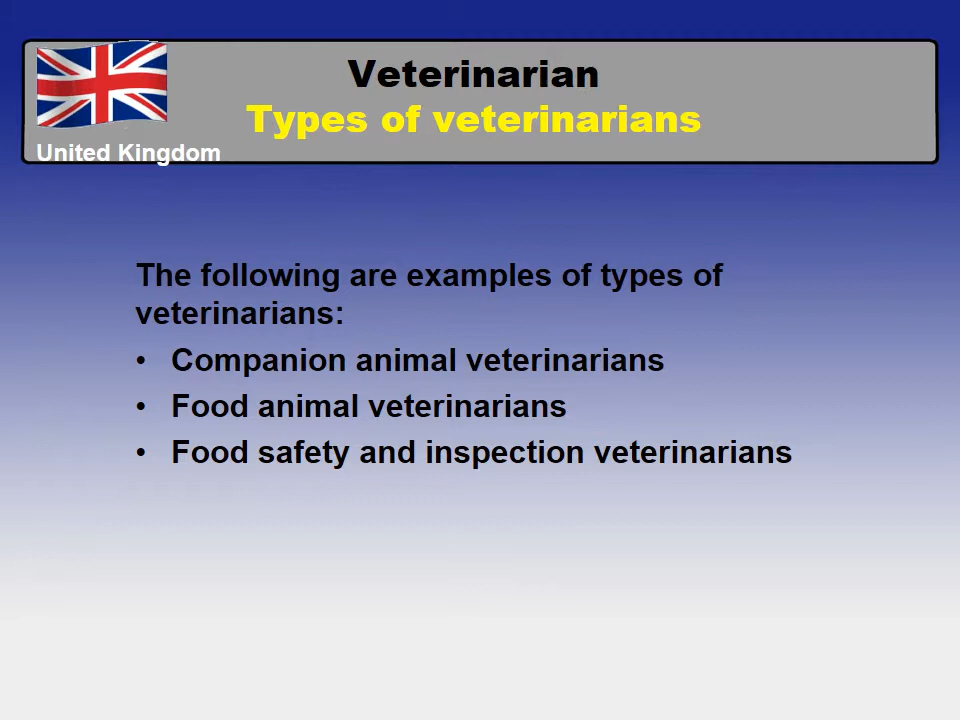 Veterinarian
Types of veterinarians
United Kingdom
The following are examples of types of
veterinarians:
• Companion animal veterinarians
• Food animal veterinarians
• Food safety and inspection veterinarians